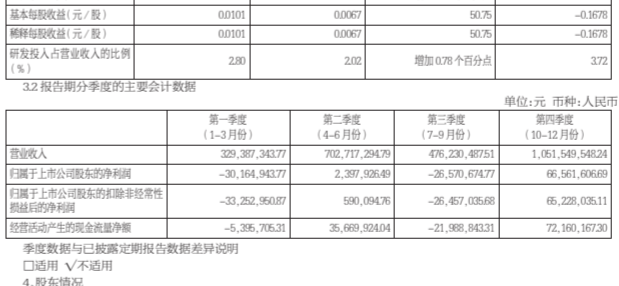 基本每股收益(元/股) 0.0101 0.0067 50.75 -0.1678
稀释每股收益(元/股) 0.0101 0.0067 50.75 -0.1678
研发投入占营业收入的比例(%) 2.80 2.02 增加0.78个百分点 3.72
3.2报告期分季度的主要会计数据
单位:元 币种:人民币
第一季度 第二季度 第三季度 第四季度
(1-3月份) (4-6月份) (7-9月份) (10-12月份)
营业收入 329,387,343.77 702,717,294.79 476,230,487.51 1,051,549,548.24
归属于上市公司股东的净利润 -30,164,943.77 2,397,926.49 -26,570,674.77 66,561,606.69
归属于上市公司股东的扣除非经常性
损益后的净利润 -33,252,950.87 590,094.76 -26,457,035.68 65,228,035.11
经营活动产生的现金流量净额 -5,395,705.31 35,669,924.04 -21,988,843.31 72,160,167.30
季度数据与已披露定期报告数据差异说明
□适用 √不适用
4.股东情况